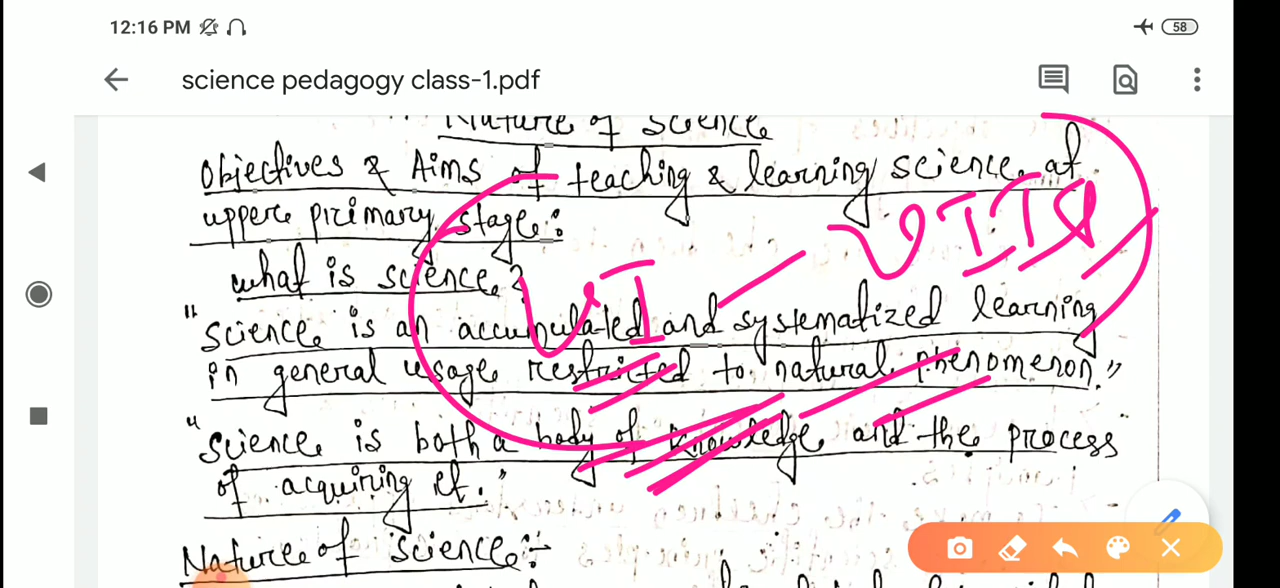 12:16 PM 58
science pedagogy class-1.pdf
Nature of science
Objectives & Aims of teaching & learning science at
upper primary stage:
VI - VIII
what is science?
"science is an accumulated and systematized learning
in general usage restricted to natural phenomenon."
"science is both a body of knowledge and the process
of acquiring it."
Nature of science:-